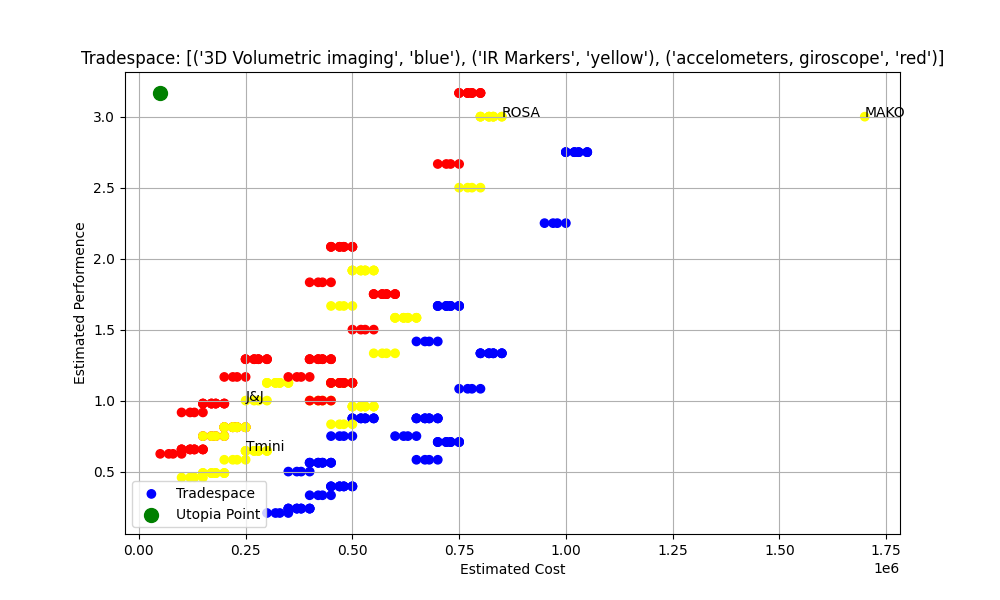 Tradespace: [('3D Volumetric imaging', 'blue'), ('IR Markers', 'yellow'), ('accelometers, giroscope', 'red')]
3.0
2.5
2.0
1.5
1.0
0.5
Estimated Performence
ROSA
MAKO
J&J
Tmini
Tradespace
Utopia Point
0.00
0.25
0.50
0.75
1.00
1.25
1.50
1.75
1e6
Estimated Cost